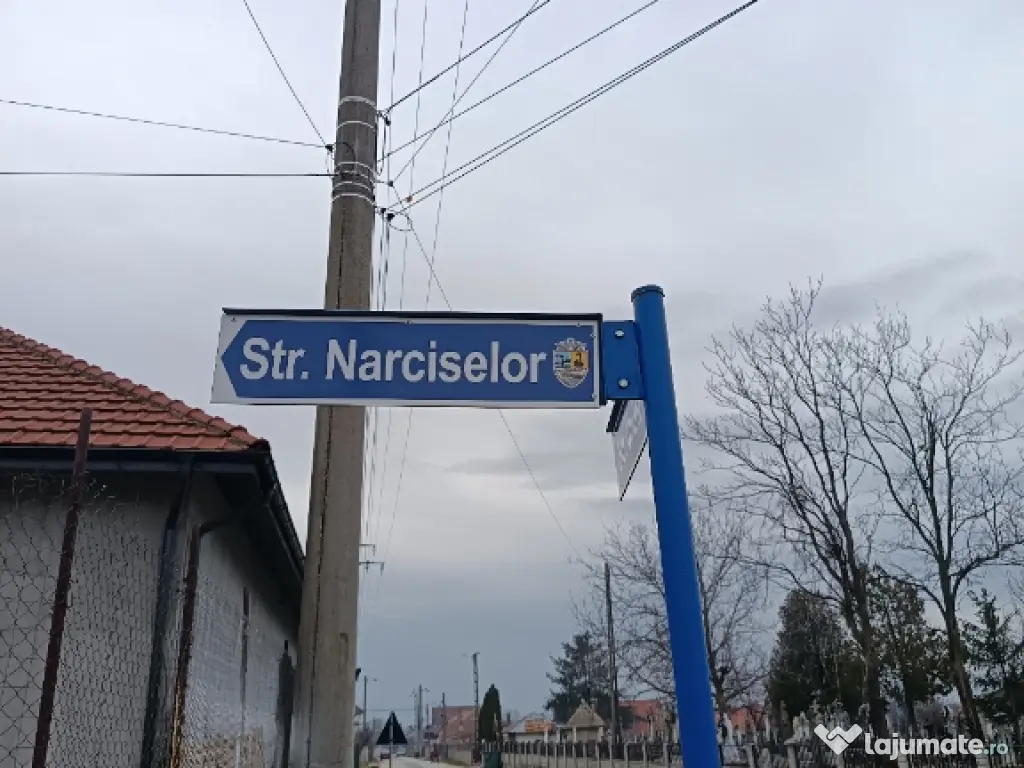 Str. Narciselor
lajumate.ro